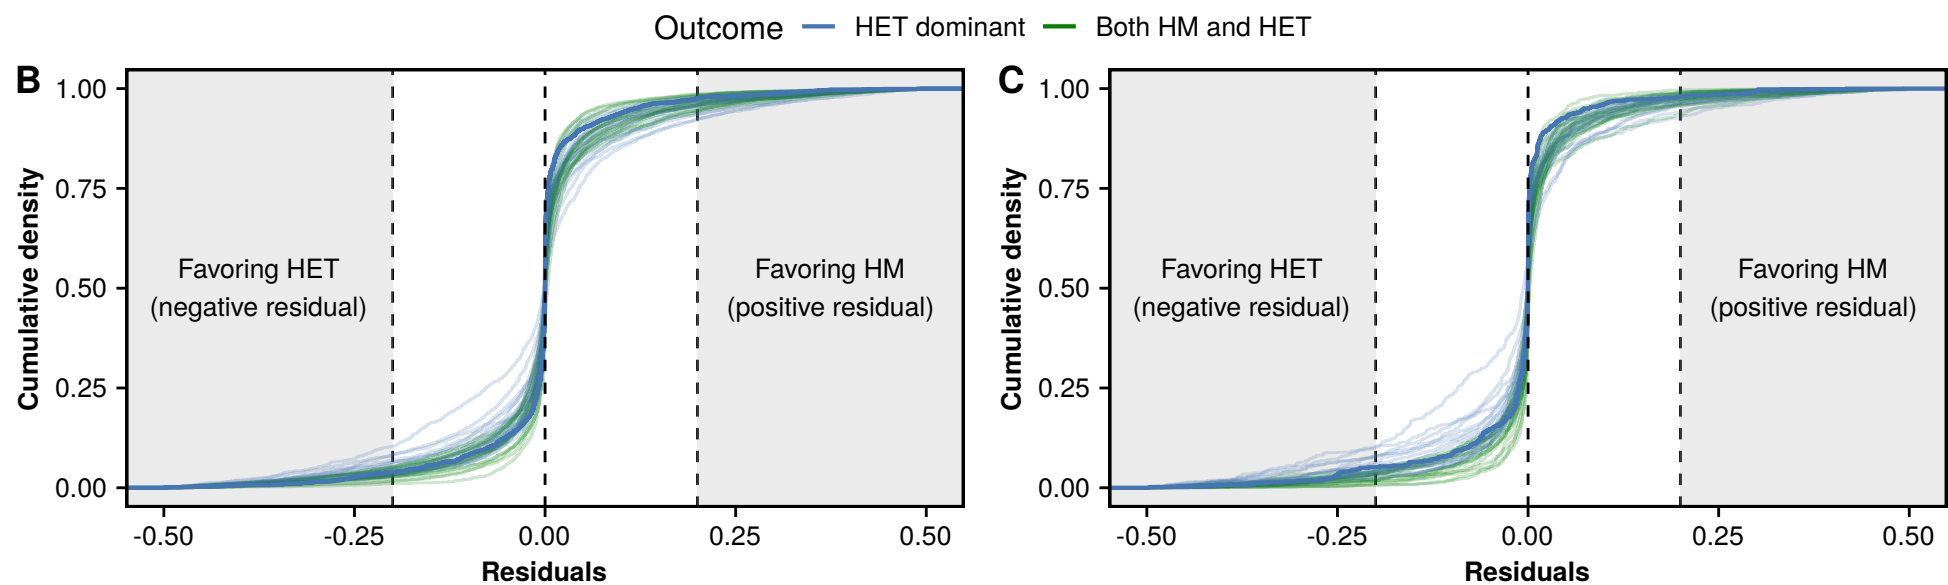 Outcome HET dominant Both HM and HET
B
1.00
0.75
0.50
0.25
0.00
Cumulative density
Favoring HET
(negative residual)
Favoring HM
(positive residual)
-0.50 -0.25 0.00 0.25 0.50
Residuals
C
1.00
0.75
0.50
0.25
0.00
Cumulative density
Favoring HET
(negative residual)
Favoring HM
(positive residual)
-0.50 -0.25 0.00 0.25 0.50
Residuals